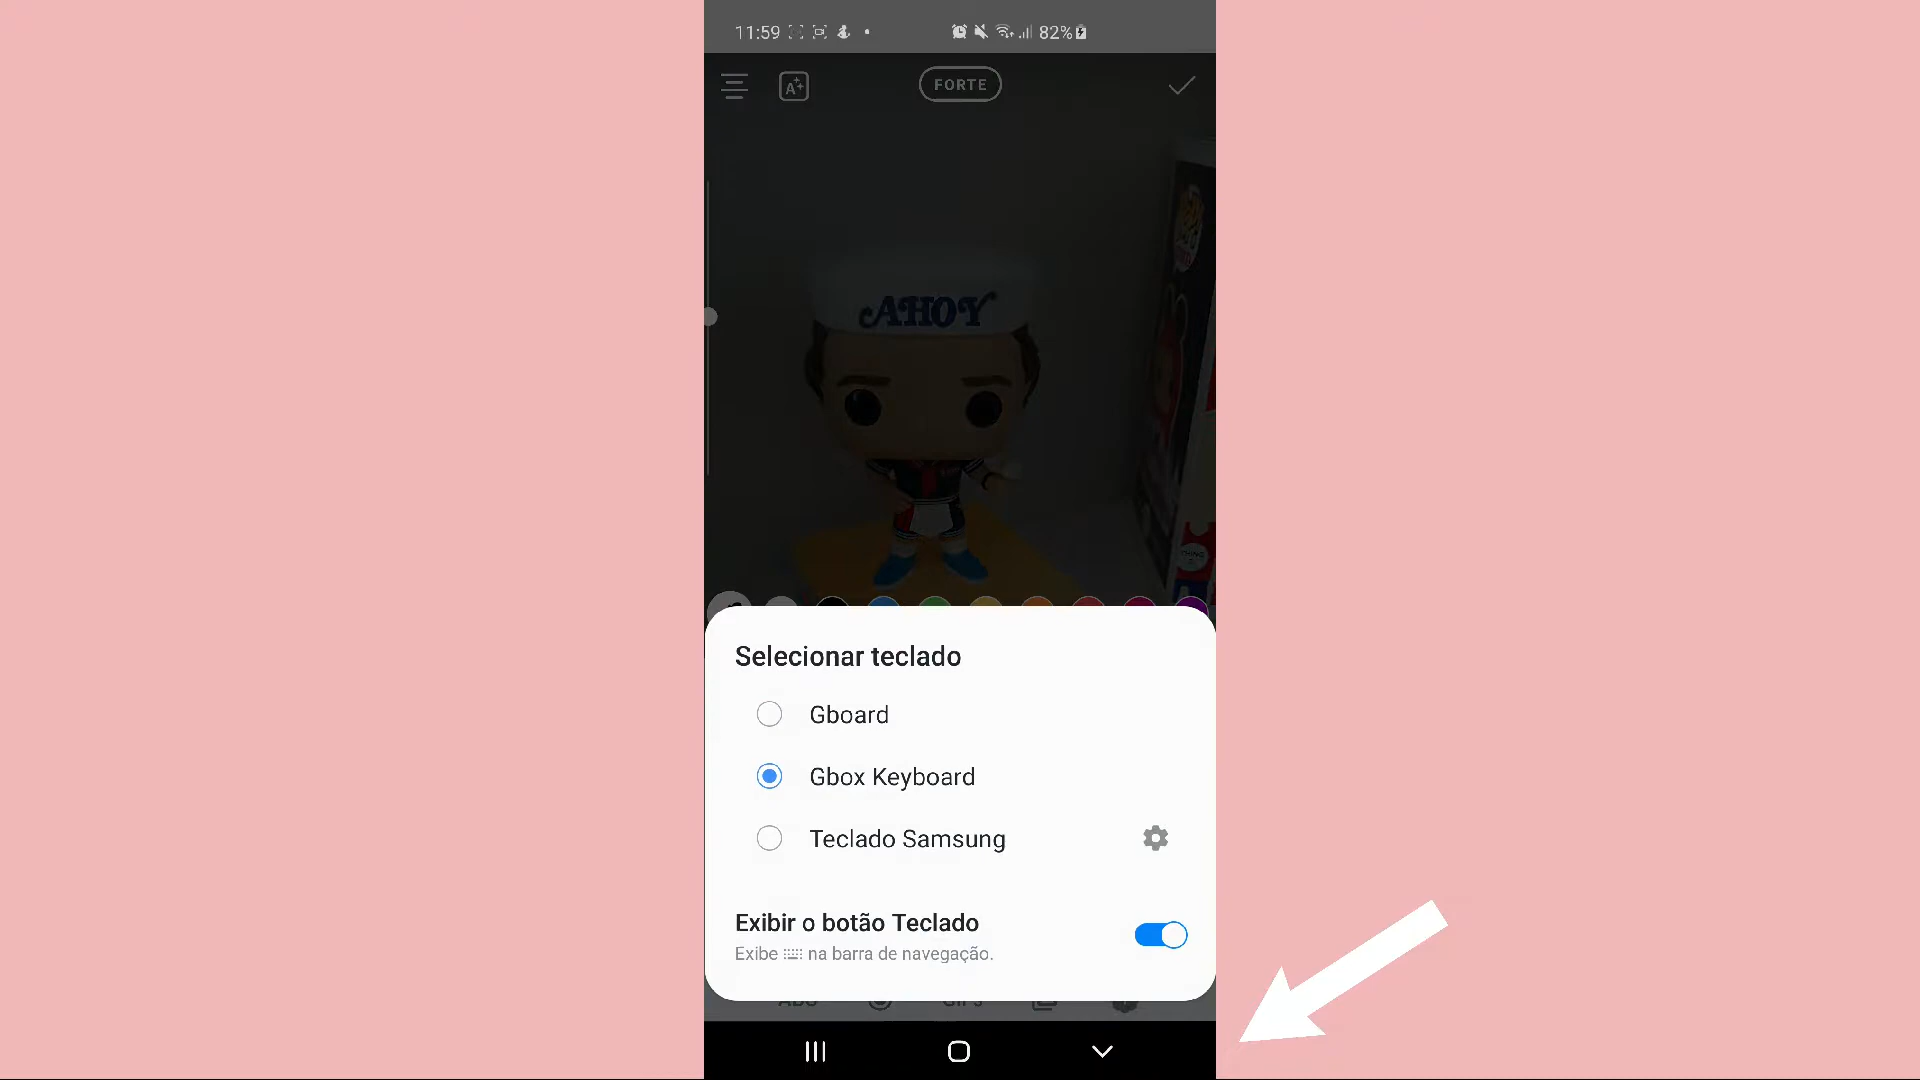 11:59 82%
FORTE
AHOY
Selecionar teclado
Gboard
Gbox Keyboard
Teclado Samsung
Exibir o botão Teclado
Exibe na barra de navegação.